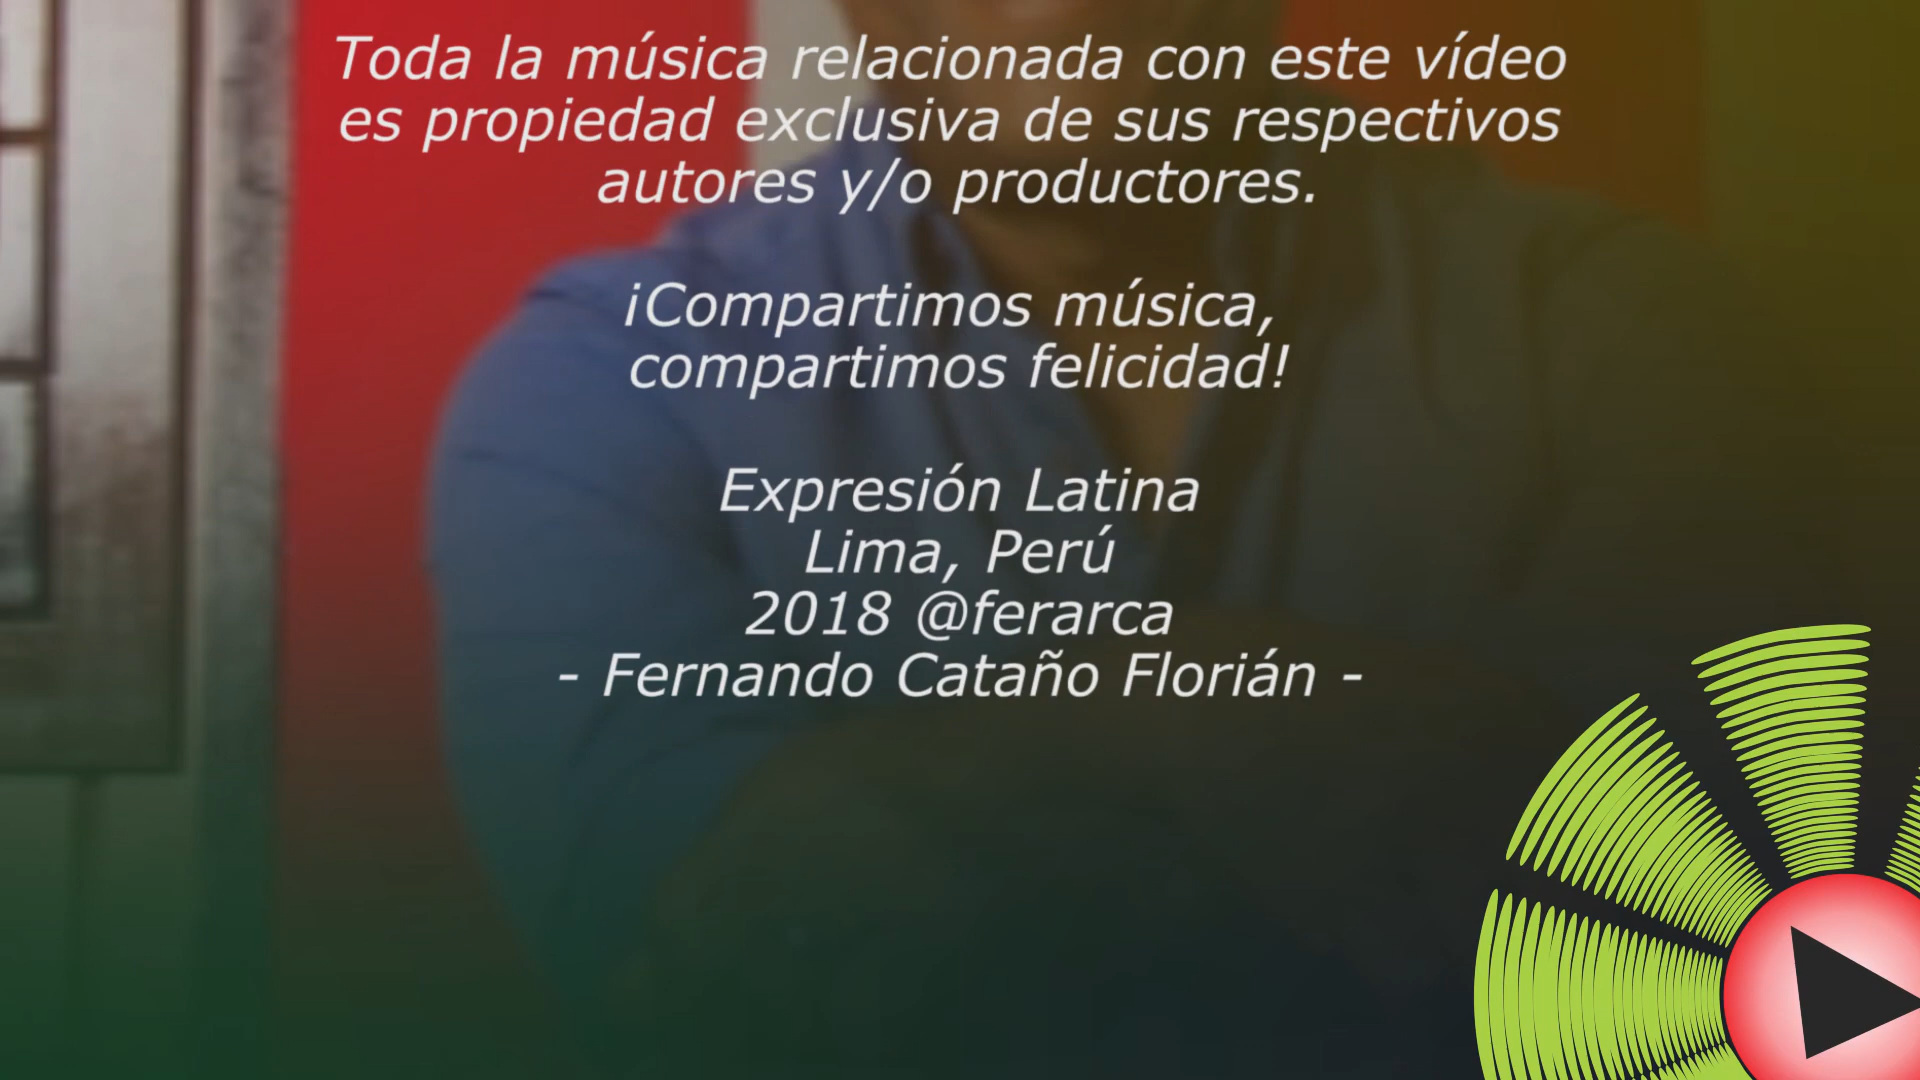 Toda la música relacionada con este vídeo
es propiedad exclusiva de sus respectivos
autores y/o productores.
¡Compartimos música,
compartimos felicidad!
Expresión Latina
Lima, Perú
2018 @ferarca
- Fernando Cataño Florián -